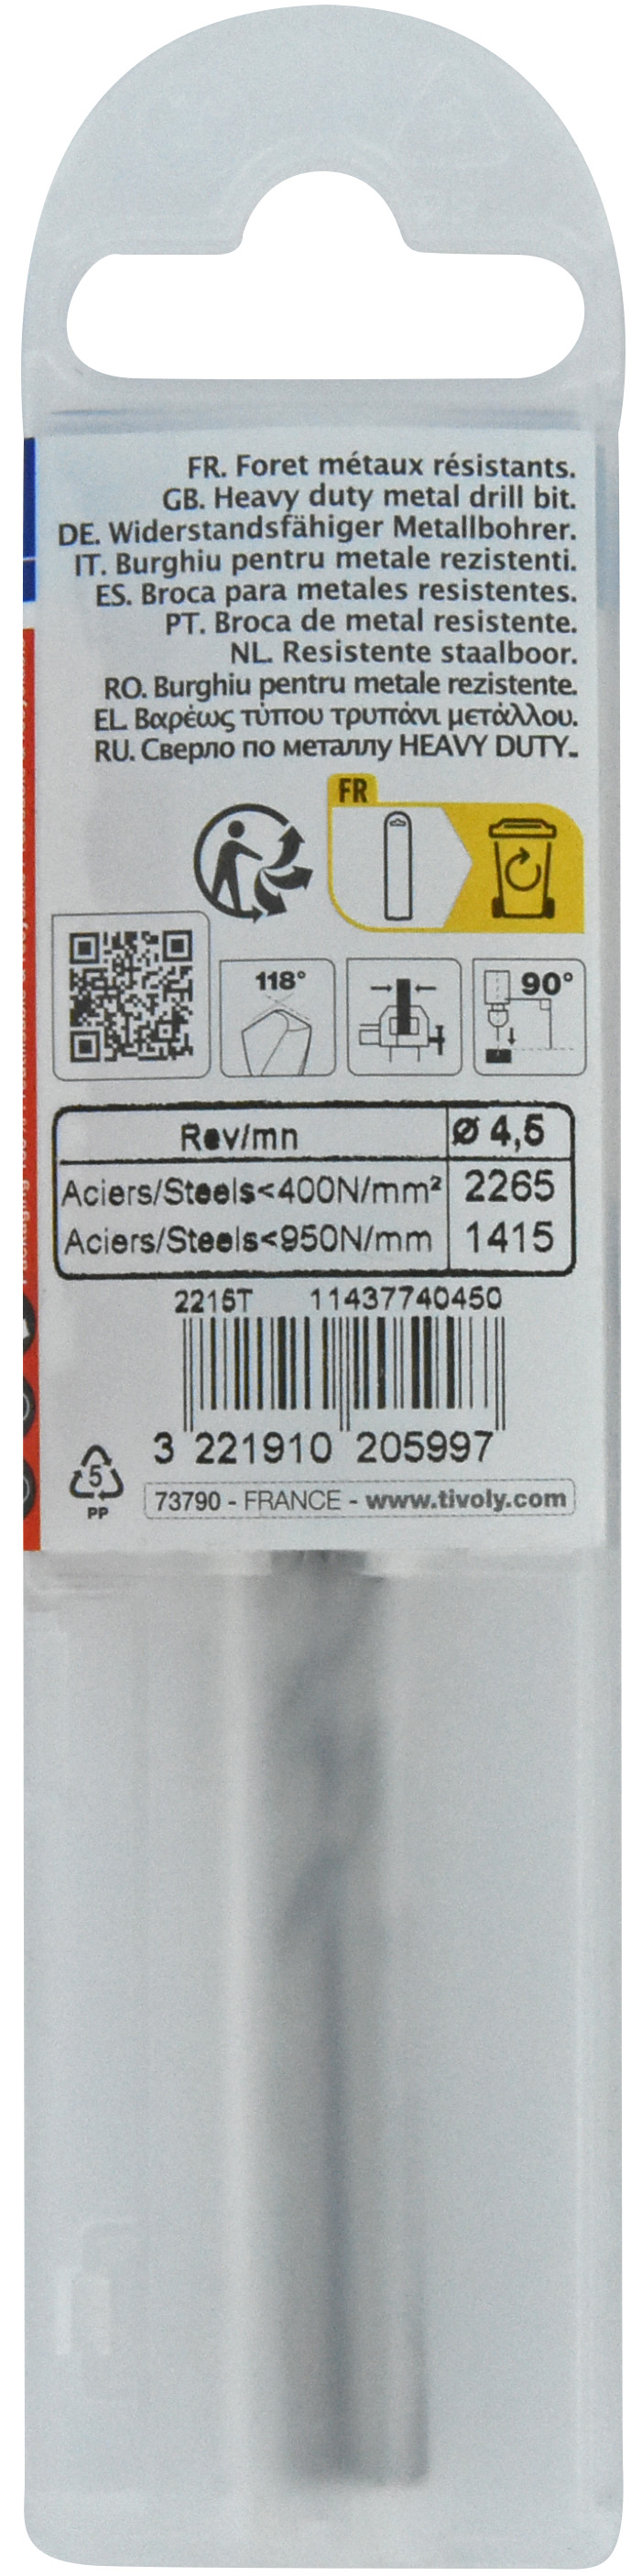 FR. Foret métaux résistants.
GB. Heavy duty metal drill bit.
DE. Widerstandsfähiger Metallbohrer.
IT. Burghiu pentru metale rezistenti.
ES. Broca para metales resistentes.
PT. Broca de metal resistente.
NL. Resistente staalboor.
RO. Burghiu pentru metale rezistente.
EL. Βαρέως τύπου τρυπάνι μετάλλου.
RU. Сверло по металлу HEAVY DUTY.
FR
118°
90°
Rev/mn Ø 4,5
Aciers/Steels<400N/mm² 2265
Aciers/Steels<950N/mm 1415
2215T 11437740450
3 221910 205997
5
PP
73790 - FRANCE - www.tivoly.com